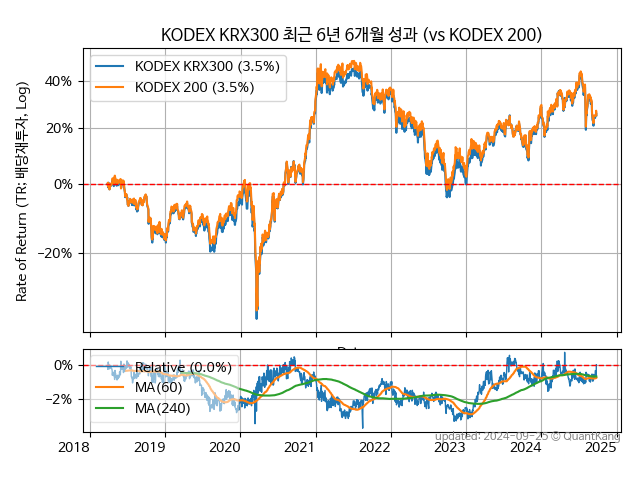 KODEX KRX300 최근 6년 6개월 성과 (vs KODEX 200)
Rate of Return (TR: 배당재투자, Log)
KODEX KRX300 (3.5%)
KODEX 200 (3.5%)
40%
20%
0%
−20%
Relative (0.0%)
MA(60)
MA(240)
0%
−2%
updated: 2024-09-25 © QuantKang
2018 2019 2020 2021 2022 2023 2024 2025